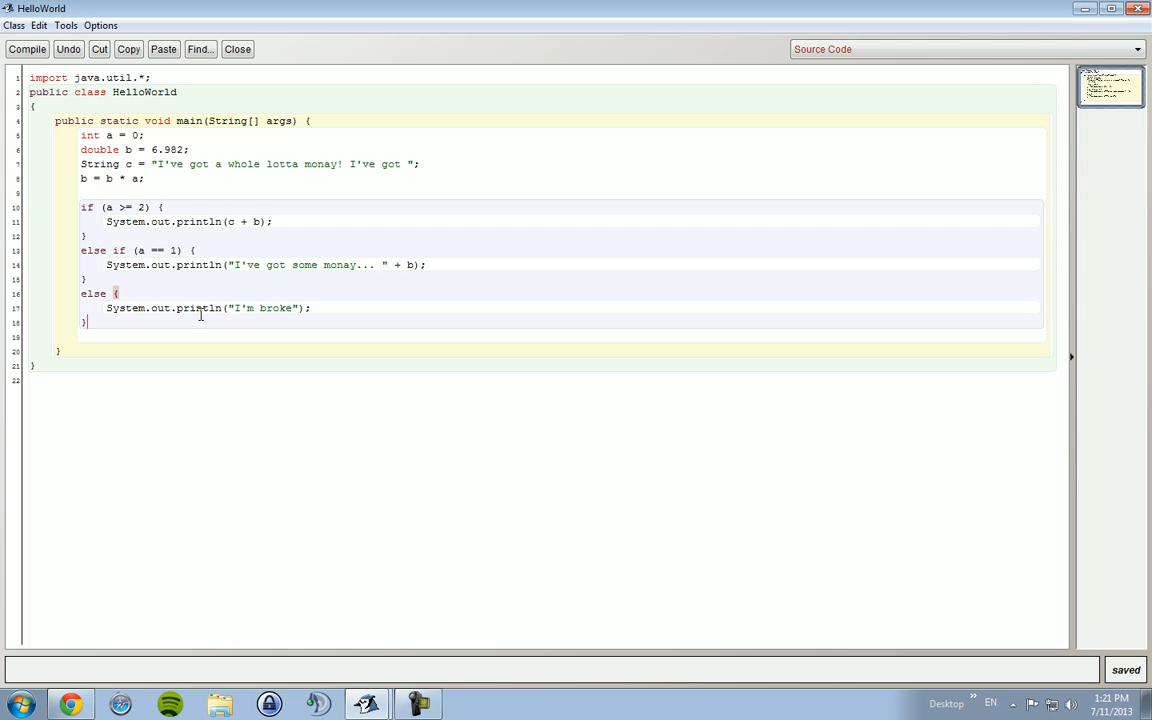 HelloWorld
Class Edit Tools Options
Compile Undo Cut Copy Paste Find... Close Source Code
1 import java.util.*;
2 public class HelloWorld
3 {
4 public static void main(String[] args) {
5 int a = 0;
6 double b = 6.982;
7 String c = "I've got a whole lotta monay! I've got ";
8 b = b * a;
9
10 if (a >= 2) {
11 System.out.println(c + b);
12 }
13 else if (a == 1) {
14 System.out.println("I've got some monay... " + b);
15 }
16 else {
17 System.out.println("I'm broke");
18 }
19
20 }
21 }
22
saved
Desktop » EN 1:21 PM
7/11/2013